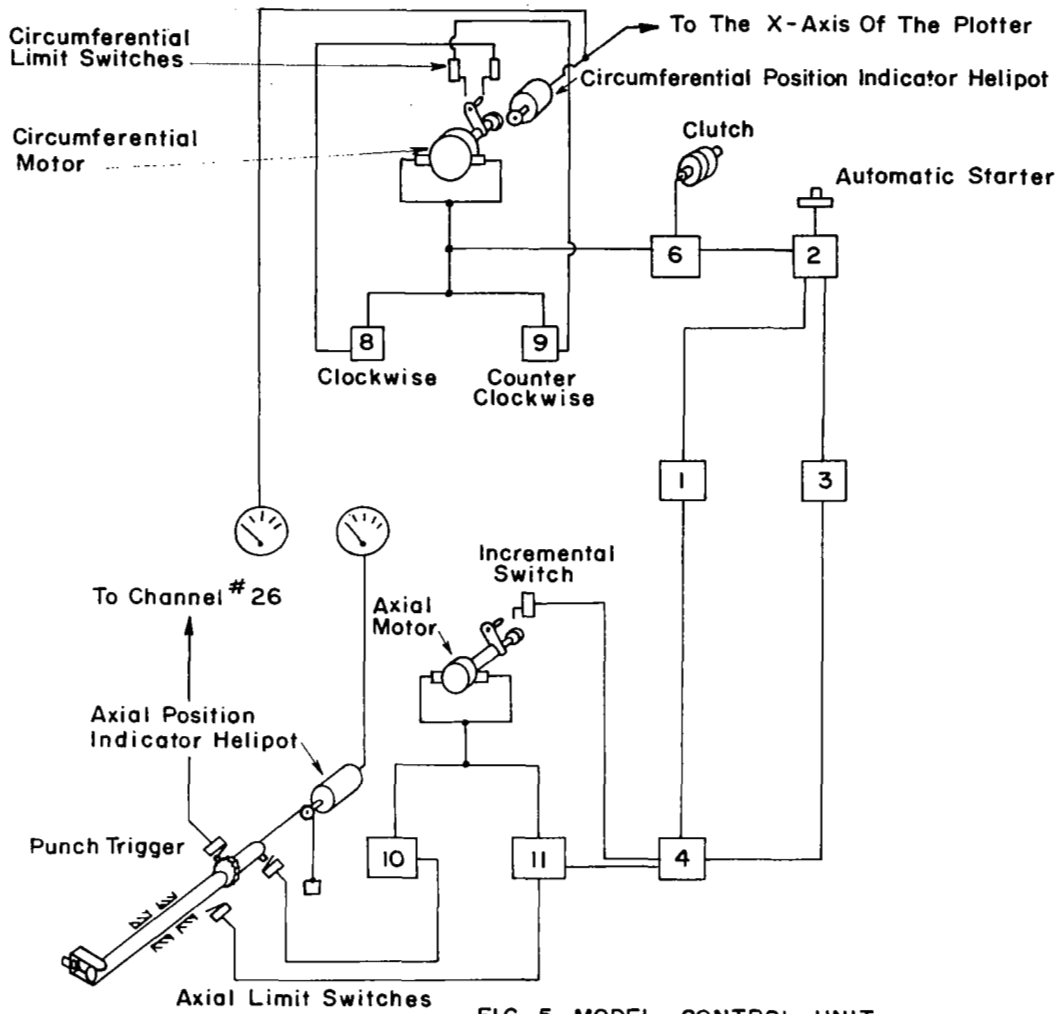 Circumferential
Limit Switches
To The X-Axis Of The Plotter
Circumferential Position Indicator Helipot
Circumferential
Motor
Clutch
Automatic Starter
6
2
8
9
Clockwise
Counter
Clockwise
1
3
To Channel #26
Incremental
Switch
Axial
Motor
Axial Position
Indicator Helipot
Punch Trigger
10
11
4
Axial Limit Switches
FIG 5 MODEL CONTROL UNIT